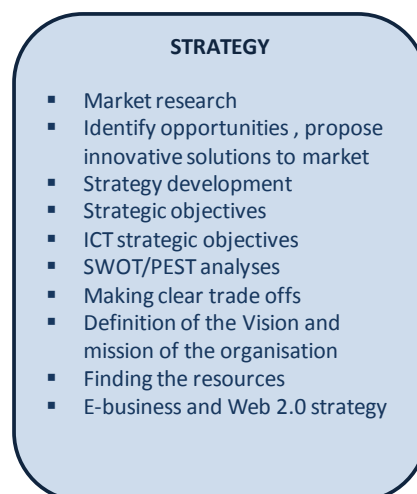 STRATEGY
▪ Market research
▪ Identify opportunities , propose
innovative solutions to market
▪ Strategy development
▪ Strategic objectives
▪ ICT strategic objectives
▪ SWOT/PEST analyses
▪ Making clear trade offs
▪ Definition of the Vision and
mission of the organisation
▪ Finding the resources
▪ E-business and Web 2.0 strategy